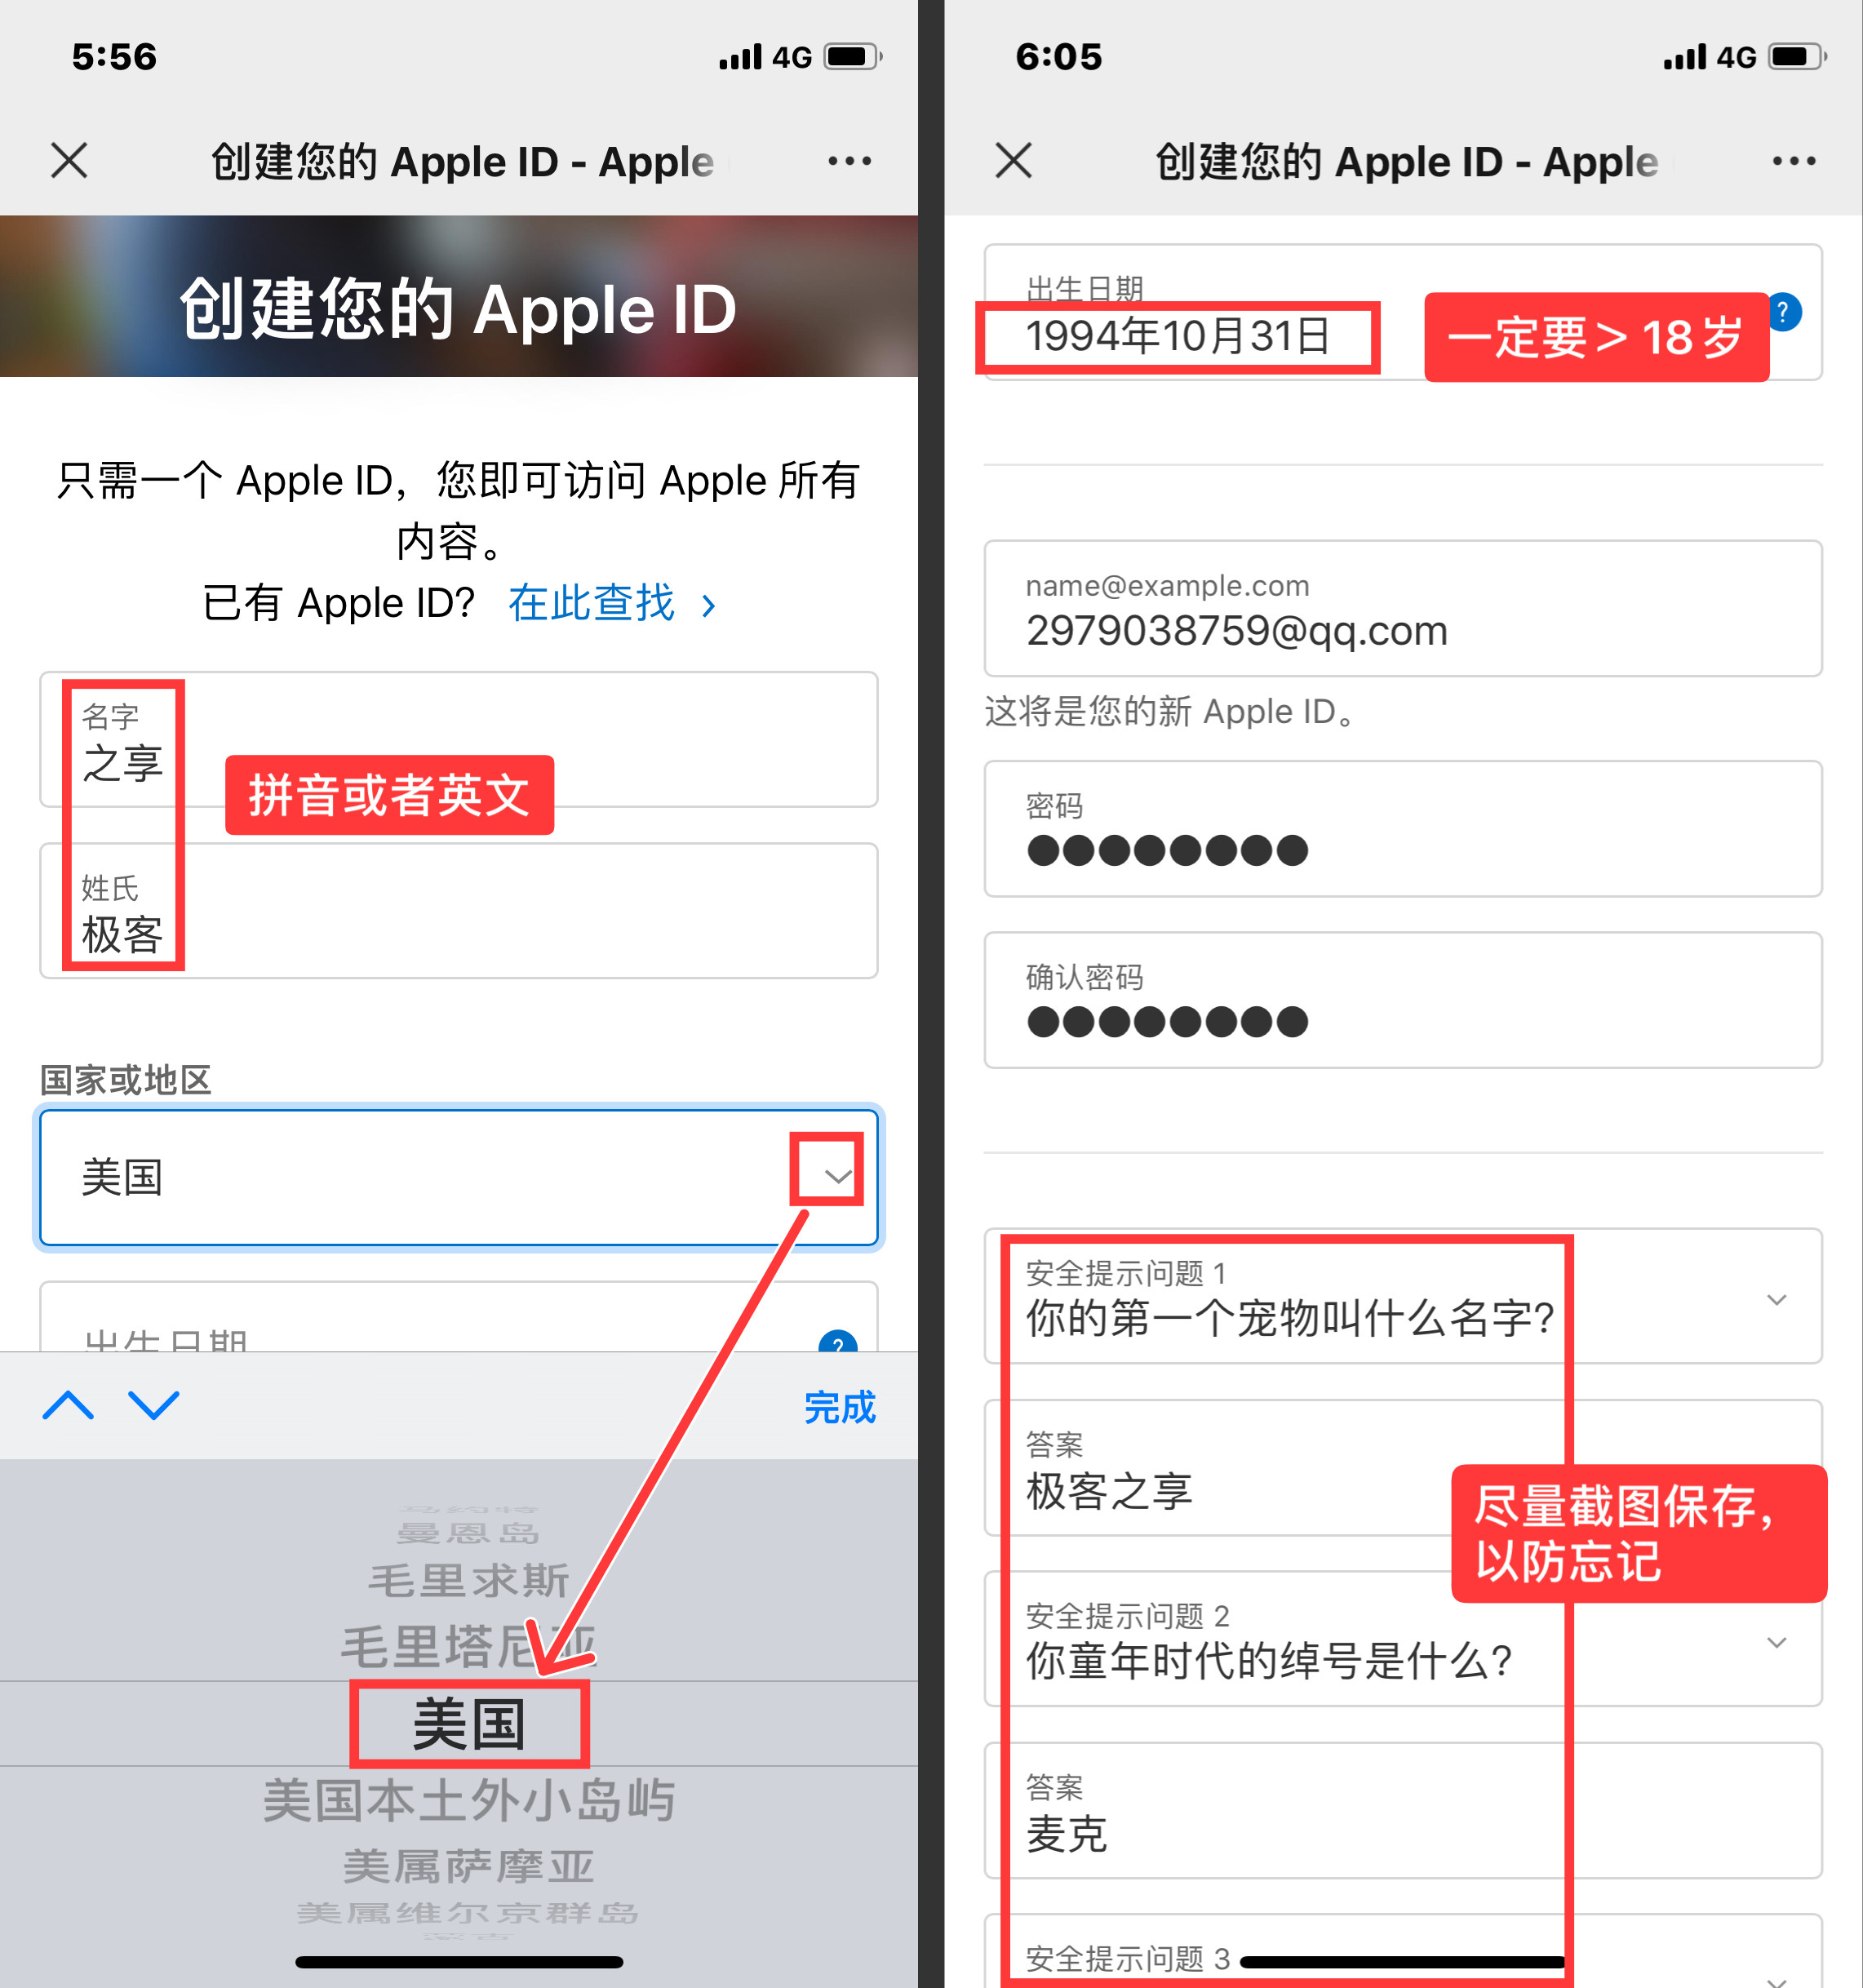 5:56
4G
创建您的 Apple ID - Apple
创建您的 Apple ID
只需一个 Apple ID，您即可访问 Apple 所有
内容。
已有 Apple ID? 在此查找 ›
名字
之享
拼音或者英文
姓氏
极客
国家或地区
美国
出生日期
?
完成
马约特
曼恩岛
毛里求斯
毛里塔尼亚
美国
美国本土外小岛屿
美属萨摩亚
美属维尔京群岛
6:05
4G
创建您的 Apple ID - Apple
出生日期
1994年10月31日
一定要＞18岁
?
name@example.com
2979038759@qq.com
这将是您的新 Apple ID。
密码
●●●●●●●●
确认密码
●●●●●●●●
安全提示问题 1
你的第一个宠物叫什么名字?
答案
极客之享
尽量截图保存，
以防忘记
安全提示问题 2
你童年时代的绰号是什么?
答案
麦克
安全提示问题 3